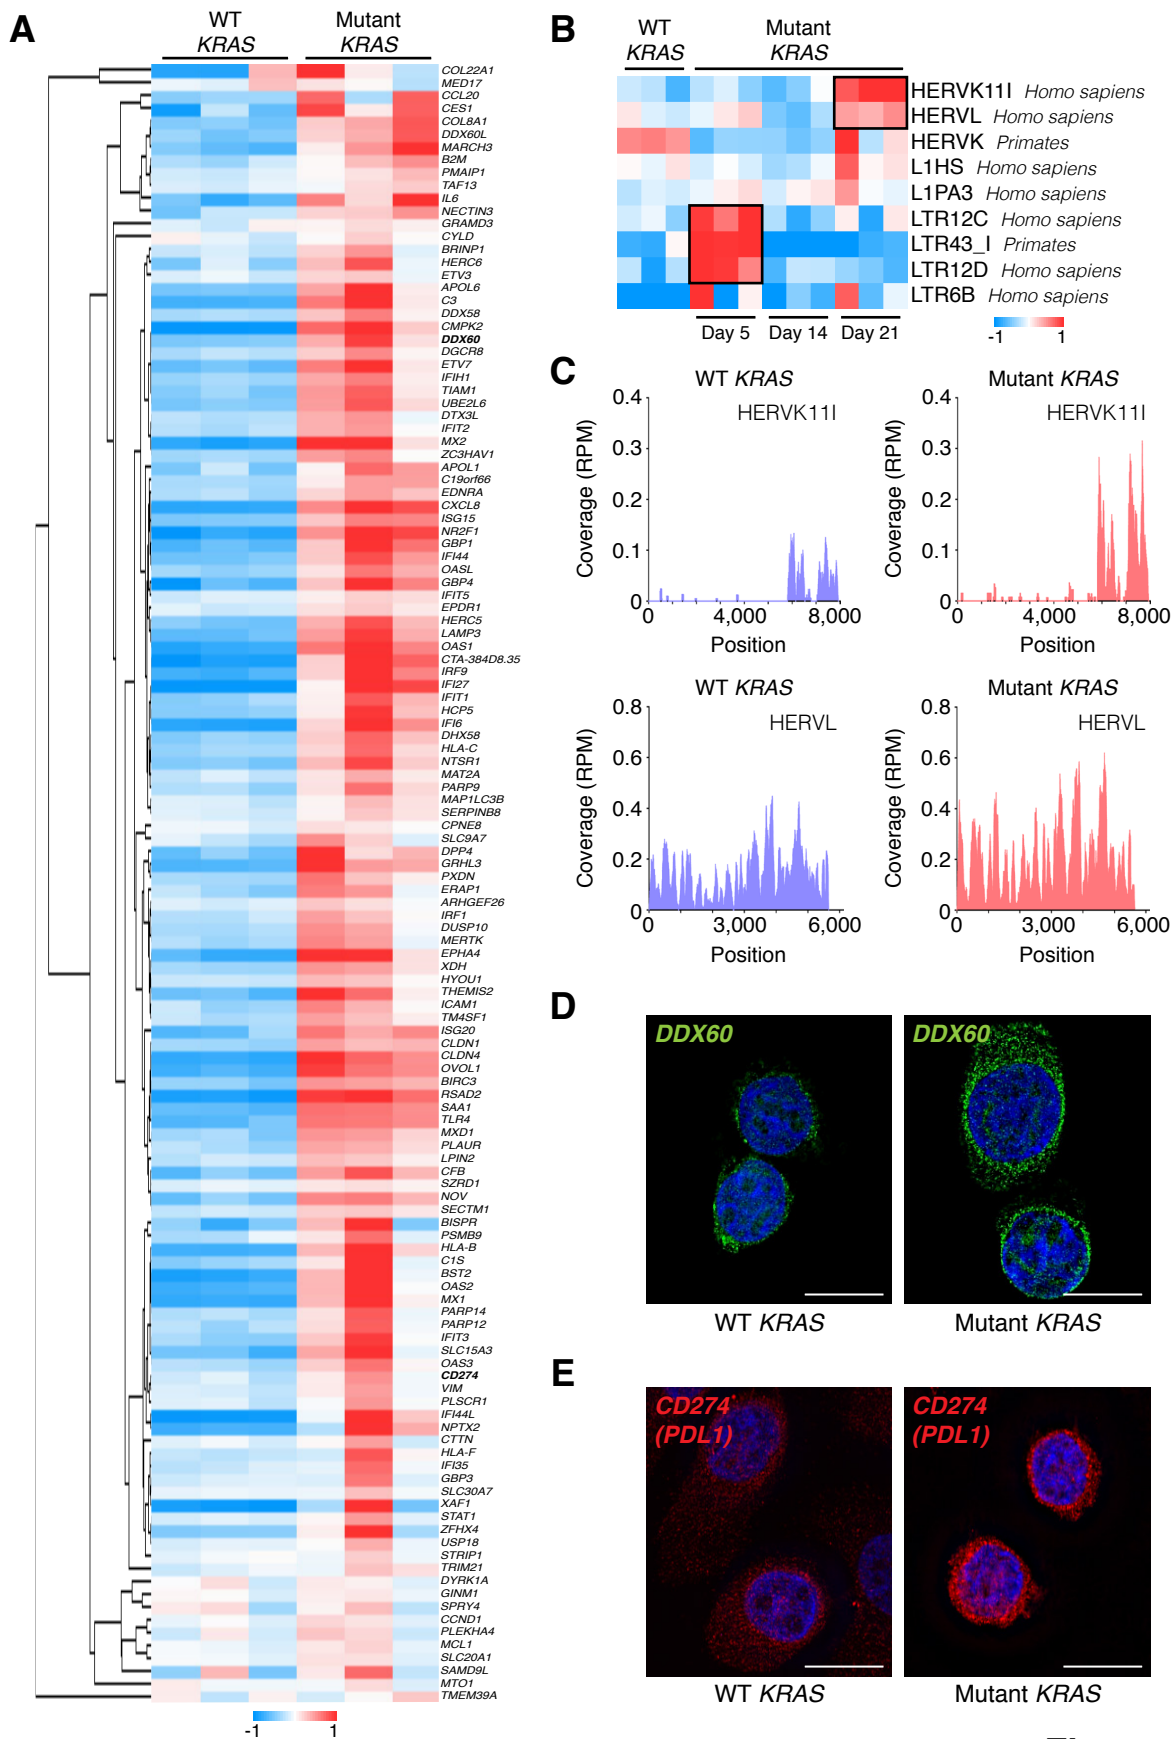 A
WT
KRAS
Mutant
KRAS
COL22A1
MED17
CCL20
CES1
COL8A1
DDX60L
MARCH3
B2M
PMAIP1
TAF13
IL6
NECTIN3
GRAMD3
CYLD
BRINP1
HERC6
ETV3
APOL6
C3
DDX58
CMPK2
DDX60
DGCR8
ETV7
IFIH1
TIAM1
UBE2L6
DTX3L
IFIT2
MX2
ZC3HAV1
APOL1
C19orf66
EDNRA
CXCL8
ISG15
NR2F1
GBP1
IFI44
OASL
GBP4
IFIT5
EPDR1
HERC5
LAMP3
OAS1
CTA-384D8.35
IRF9
IFI27
IFIT1
HCP5
IFI6
DHX58
HLA-C
NTSR1
MAT2A
PARP9
MAP1LC3B
SERPINB8
CPNE8
SLC9A7
DPP4
GRHL3
PXDN
ERAP1
ARHGEF26
IRF1
DUSP10
MERTK
EPHA4
XDH
HYOU1
THEMIS2
ICAM1
TM4SF1
ISG20
CLDN1
CLDN4
OVOL1
BIRC3
RSAD2
SAA1
TLR4
MXD1
PLAUR
LPIN2
CFB
SZRD1
NOV
SECTM1
BISPR
PSMB9
HLA-B
C1S
BST2
OAS2
MX1
PARP14
PARP12
IFIT3
SLC15A3
OAS3
CD274
VIM
PLSCR1
IFI44L
NPTX2
CTTN
HLA-F
IFI35
GBP3
SLC30A7
XAF1
STAT1
ZFHX4
USP18
STRIP1
TRIM21
DYRK1A
GINM1
SPRY4
CCND1
PLEKHA4
MCL1
SLC20A1
SAMD9L
MTO1
TMEM39A
-1 1
B
WT
KRAS
Mutant
KRAS
HERVK11I Homo sapiens
HERVL Homo sapiens
HERVK Primates
L1HS Homo sapiens
L1PA3 Homo sapiens
LTR12C Homo sapiens
LTR43_I Primates
LTR12D Homo sapiens
LTR6B Homo sapiens
Day 5 Day 14 Day 21
-1 1
C
WT KRAS
HERVK11I
Coverage (RPM)
0.4
0.3
0.2
0.1
0
0 4,000 8,000
Position
Mutant KRAS
HERVK11I
Coverage (RPM)
0.4
0.3
0.2
0.1
0
0 4,000 8,000
Position
WT KRAS
HERVL
Coverage (RPM)
0.8
0.6
0.4
0.2
0
0 3,000 6,000
Position
Mutant KRAS
HERVL
Coverage (RPM)
0.8
0.6
0.4
0.2
0
0 3,000 6,000
Position
D
DDX60
DDX60
WT KRAS
Mutant KRAS
E
CD274
(PDL1)
CD274
(PDL1)
WT KRAS
Mutant KRAS